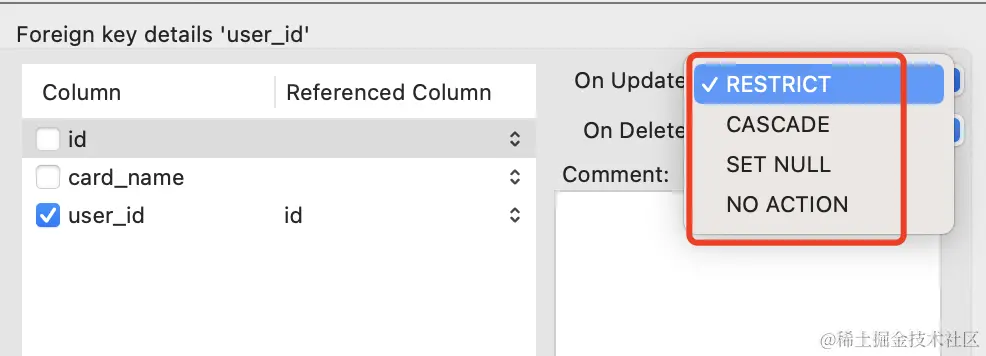 Foreign key details 'user_id'
Column Referenced Column
id
card_name
user_id id
On Update
On Delete
Comment:
RESTRICT
CASCADE
SET NULL
NO ACTION
@稀土掘金技术社区